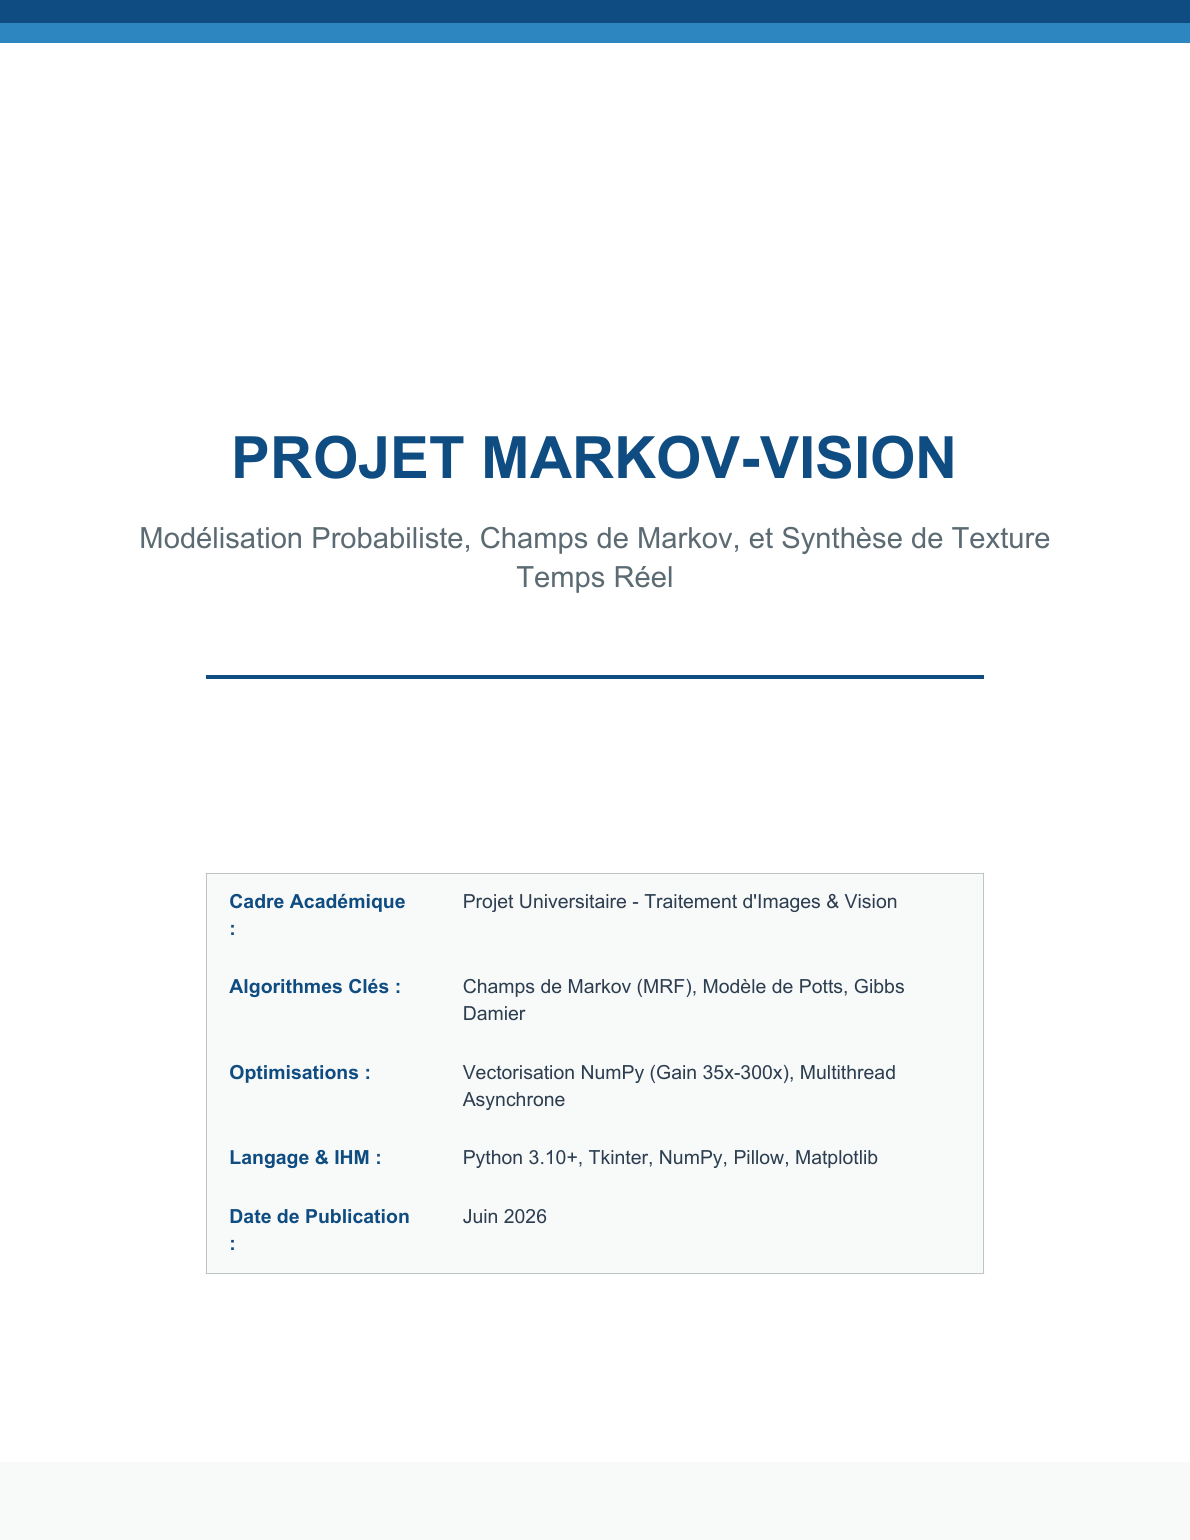 PROJET MARKOV-VISION
Modélisation Probabiliste, Champs de Markov, et Synthèse de Texture
Temps Réel
Cadre Académique
:
Projet Universitaire - Traitement d'Images & Vision
Algorithmes Clés :
Champs de Markov (MRF), Modèle de Potts, Gibbs
Damier
Optimisations :
Vectorisation NumPy (Gain 35x-300x), Multithread
Asynchrone
Langage & IHM :
Python 3.10+, Tkinter, NumPy, Pillow, Matplotlib
Date de Publication
:
Juin 2026